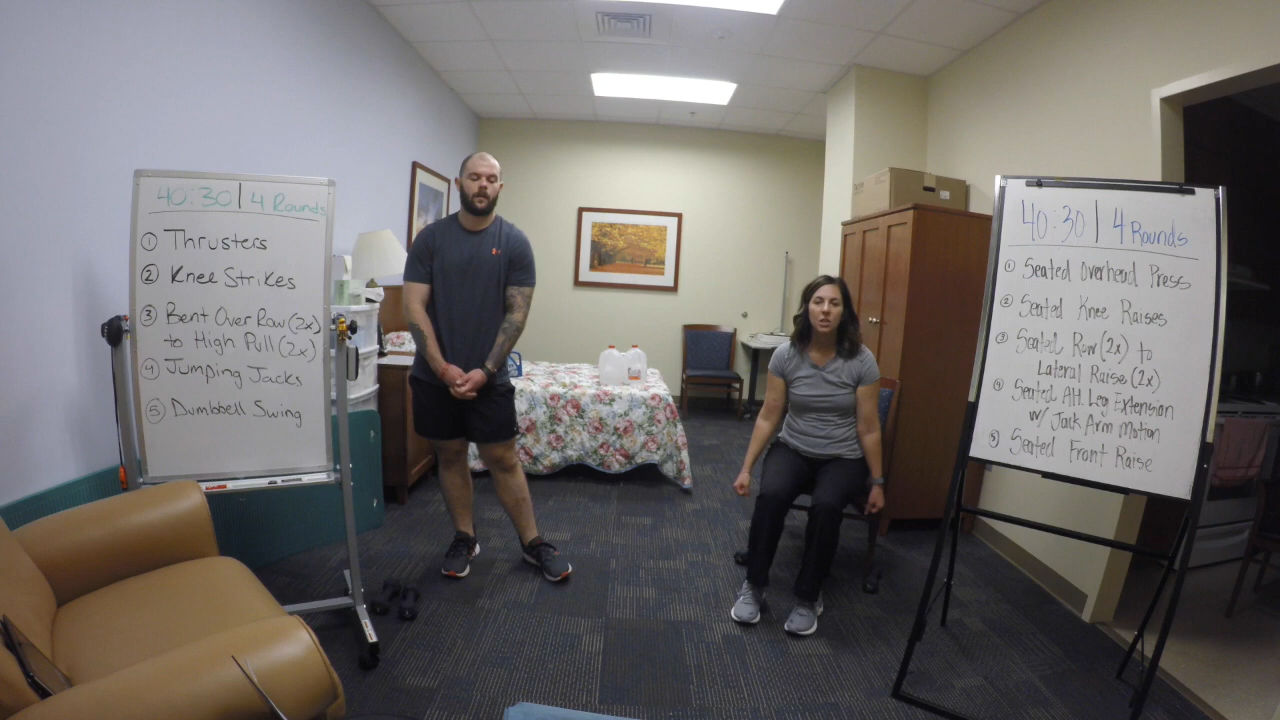 40:30 | 4 Rounds
① Thrusters
② Knee Strikes
③ Bent Over Row (2x)
to High Pull (2x)
④ Jumping Jacks
⑤ Dumbbell Swing
40:30 | 4 Rounds
① Seated Overhead Press
② Seated Knee Raises
③ Seated Row (2x) to
Lateral Raise (2x)
④ Seated Alt. Leg Extension
w/ Jack Arm Motion
⑤ Seated Front Raise